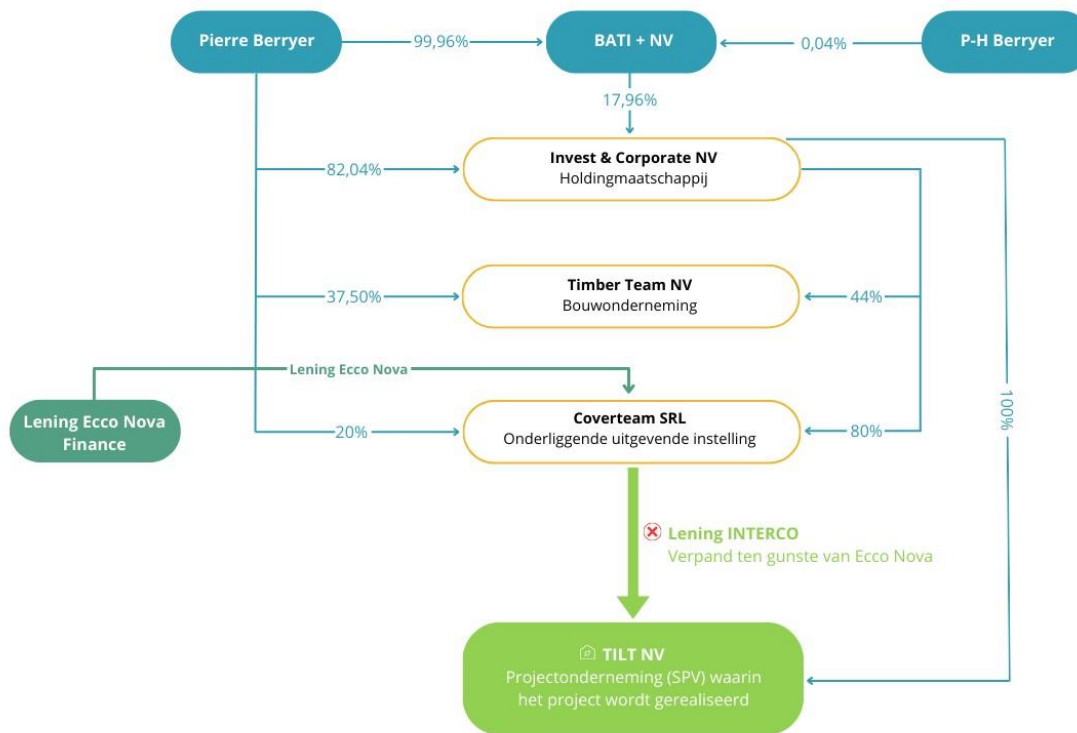 Pierre Berryer
99,96%
BATI + NV
0,04%
P-H Berryer
17,96%
Invest & Corporate NV
Holdingmaatschappij
82,04%
Timber Team NV
Bouwonderneming
37,50%
44%
Lening Ecco Nova
Lening Ecco Nova
Finance
Coverteam SRL
Onderliggende uitgevende instelling
20%
80%
100%
Lening INTERCO
Verpand ten gunste van Ecco Nova
TILT NV
Projectonderneming (SPV) waarin
het project wordt gerealiseerd